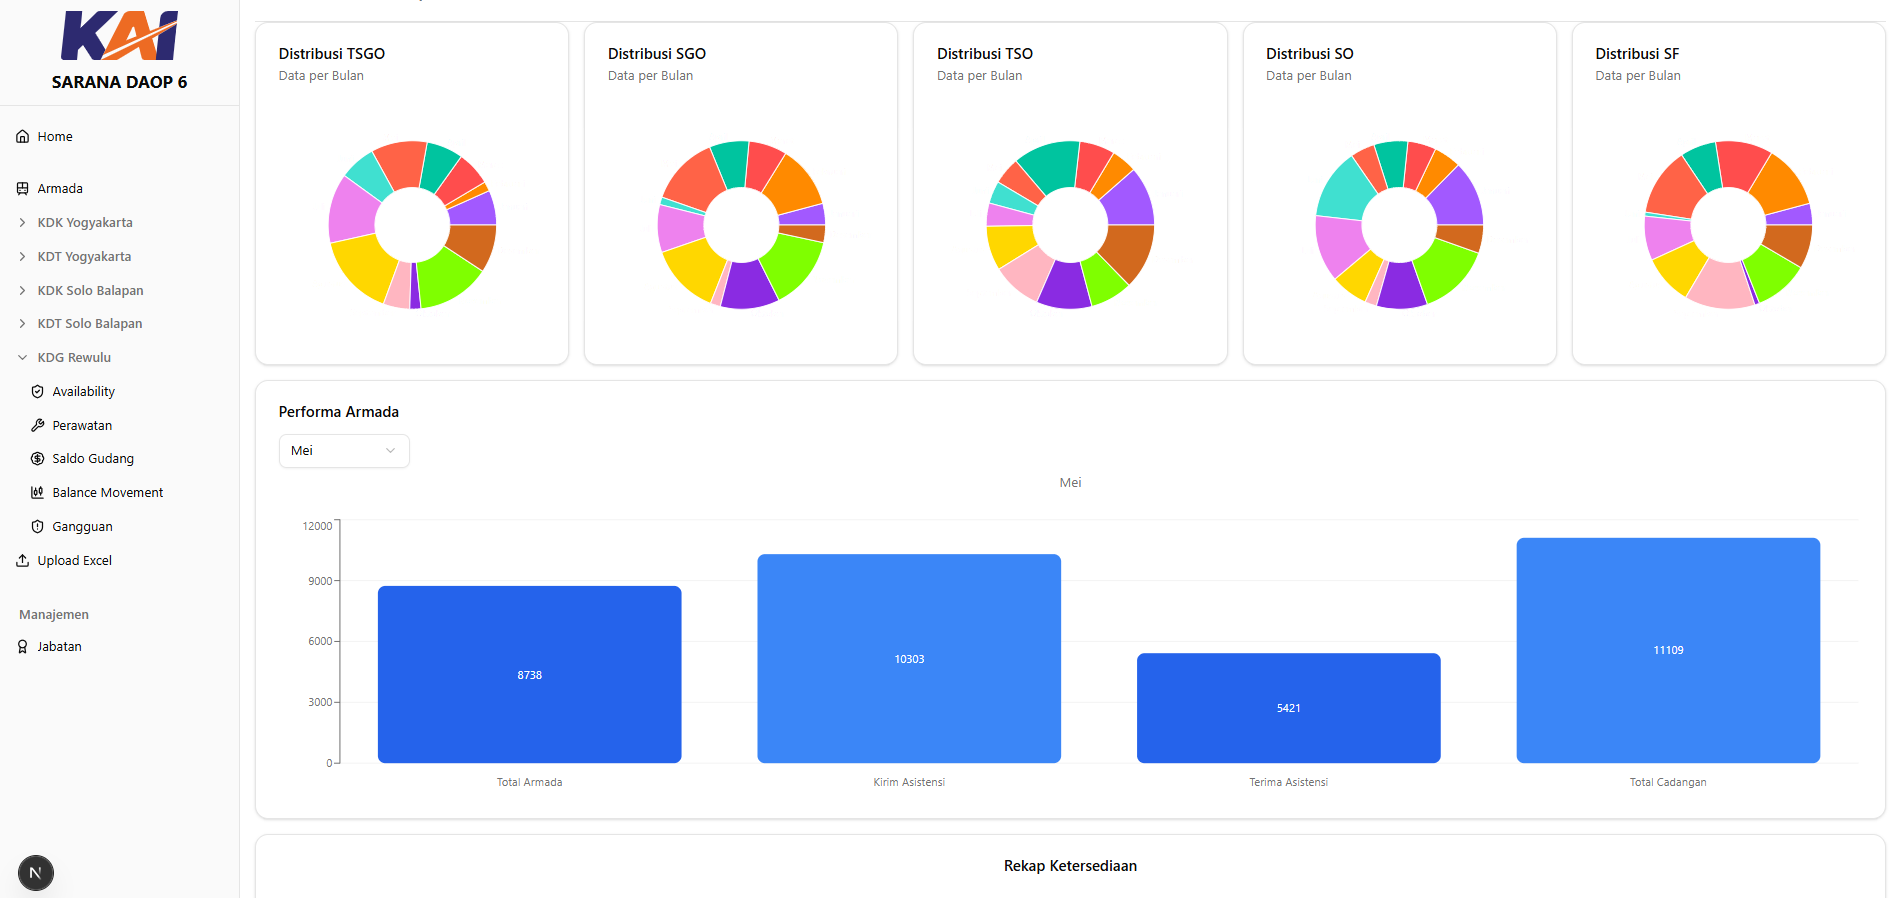 KAI
SARANA DAOP 6
Home
Armada
KDK Yogyakarta
KDT Yogyakarta
KDK Solo Balapan
KDT Solo Balapan
KDG Rewulu
Availability
Perawatan
Saldo Gudang
Balance Movement
Gangguan
Upload Excel
Manajemen
Jabatan
N
Distribusi TSGO
Data per Bulan
Distribusi SGO
Data per Bulan
Distribusi TSO
Data per Bulan
Distribusi SO
Data per Bulan
Distribusi SF
Data per Bulan
Performa Armada
Mei
Mei
12000
9000
6000
3000
0
8738
10303
5421
11109
Total Armada
Kirim Asistensi
Terima Asistensi
Total Cadangan
Rekap Ketersediaan